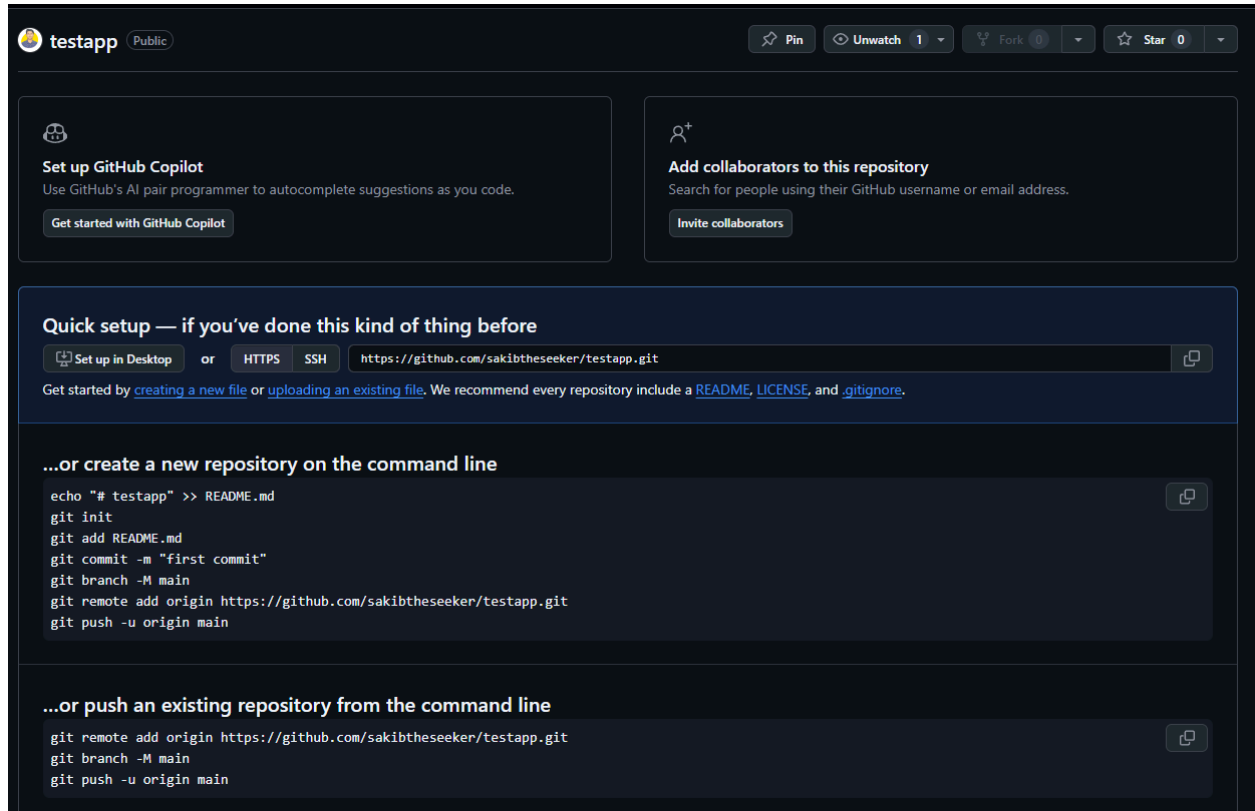 testapp Public
Pin
Unwatch 1
Fork 0
Star 0
Set up GitHub Copilot
Use GitHub's AI pair programmer to autocomplete suggestions as you code.
Get started with GitHub Copilot
Add collaborators to this repository
Search for people using their GitHub username or email address.
Invite collaborators
Quick setup — if you've done this kind of thing before
Set up in Desktop or HTTPS SSH https://github.com/sakibtheseeker/testapp.git
Get started by creating a new file or uploading an existing file. We recommend every repository include a README, LICENSE, and .gitignore.
…or create a new repository on the command line
echo "# testapp" >> README.md
git init
git add README.md
git commit -m "first commit"
git branch -M main
git remote add origin https://github.com/sakibtheseeker/testapp.git
git push -u origin main
…or push an existing repository from the command line
git remote add origin https://github.com/sakibtheseeker/testapp.git
git branch -M main
git push -u origin main